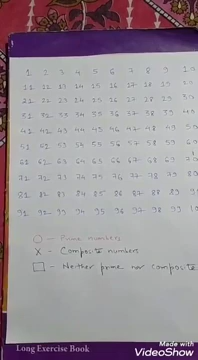 1 2 3 4 5 6 7 8 9 10
11 12 13 14 15 16 17 18 19 20
21 22 23 24 25 26 27 28 29 30
31 32 33 34 35 36 37 38 39 40
41 42 43 44 45 46 47 48 49 50
51 52 53 54 55 56 57 58 59 60
61 62 63 64 65 66 67 68 69 70
71 72 73 74 75 76 77 78 79 80
81 82 83 84 85 86 87 88 89 90
91 92 93 94 95 96 97 98 99 100
○ - Prime numbers
X - Composite numbers
□ - Neither prime nor composite
Long Exercise Book
Made with
VideoShow